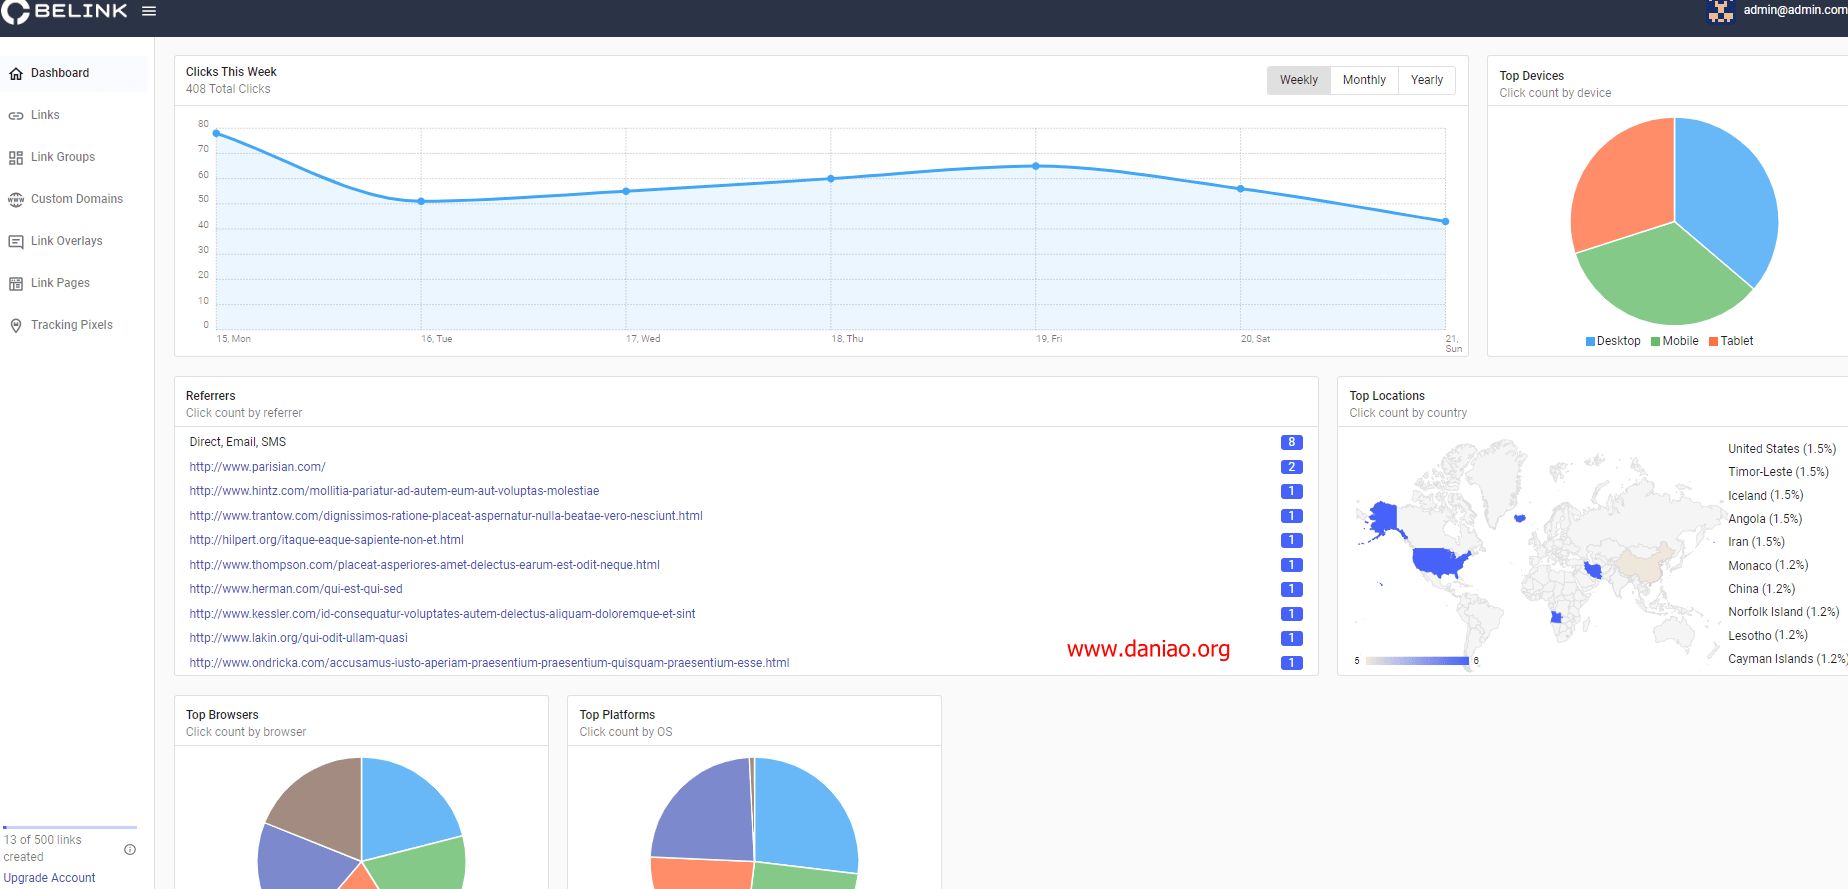 BELINK
admin@admin.com
Dashboard
Links
Link Groups
Custom Domains
Link Overlays
Link Pages
Tracking Pixels
13 of 500 links
created
Upgrade Account
Clicks This Week
408 Total Clicks
Weekly Monthly Yearly
80
70
60
50
40
30
20
10
0
15, Mon 16, Tue 17, Wed 18, Thu 19, Fri 20, Sat 21,
Sun
Top Devices
Click count by device
Desktop Mobile Tablet
Referrers
Click count by referrer
Direct, Email, SMS 8
http://www.parisian.com/ 2
http://www.hintz.com/mollitia-pariatur-ad-autem-eum-aut-voluptas-molestiae 1
http://www.trantow.com/dignissimos-ratione-placeat-aspernatur-nulla-beatae-vero-nesciunt.html 1
http://hilpert.org/itaque-eaque-sapiente-non-et.html 1
http://www.thompson.com/placeat-asperiores-amet-delectus-earum-est-odit-neque.html 1
http://www.herman.com/qui-est-qui-sed 1
http://www.kessler.com/id-consequatur-voluptates-autem-delectus-aliquam-doloremque-et-sint 1
http://www.lakin.org/qui-odit-ullam-quasi 1
http://www.ondricka.com/accusamus-iusto-aperiam-praesentium-praesentium-quisquam-praesentium-esse.html 1
www.daniao.org
Top Locations
Click count by country
United States (1.5%)
Timor-Leste (1.5%)
Iceland (1.5%)
Angola (1.5%)
Iran (1.5%)
Monaco (1.2%)
China (1.2%)
Norfolk Island (1.2%)
Lesotho (1.2%)
Cayman Islands (1.2%)
5 6
Top Browsers
Click count by browser
Top Platforms
Click count by OS